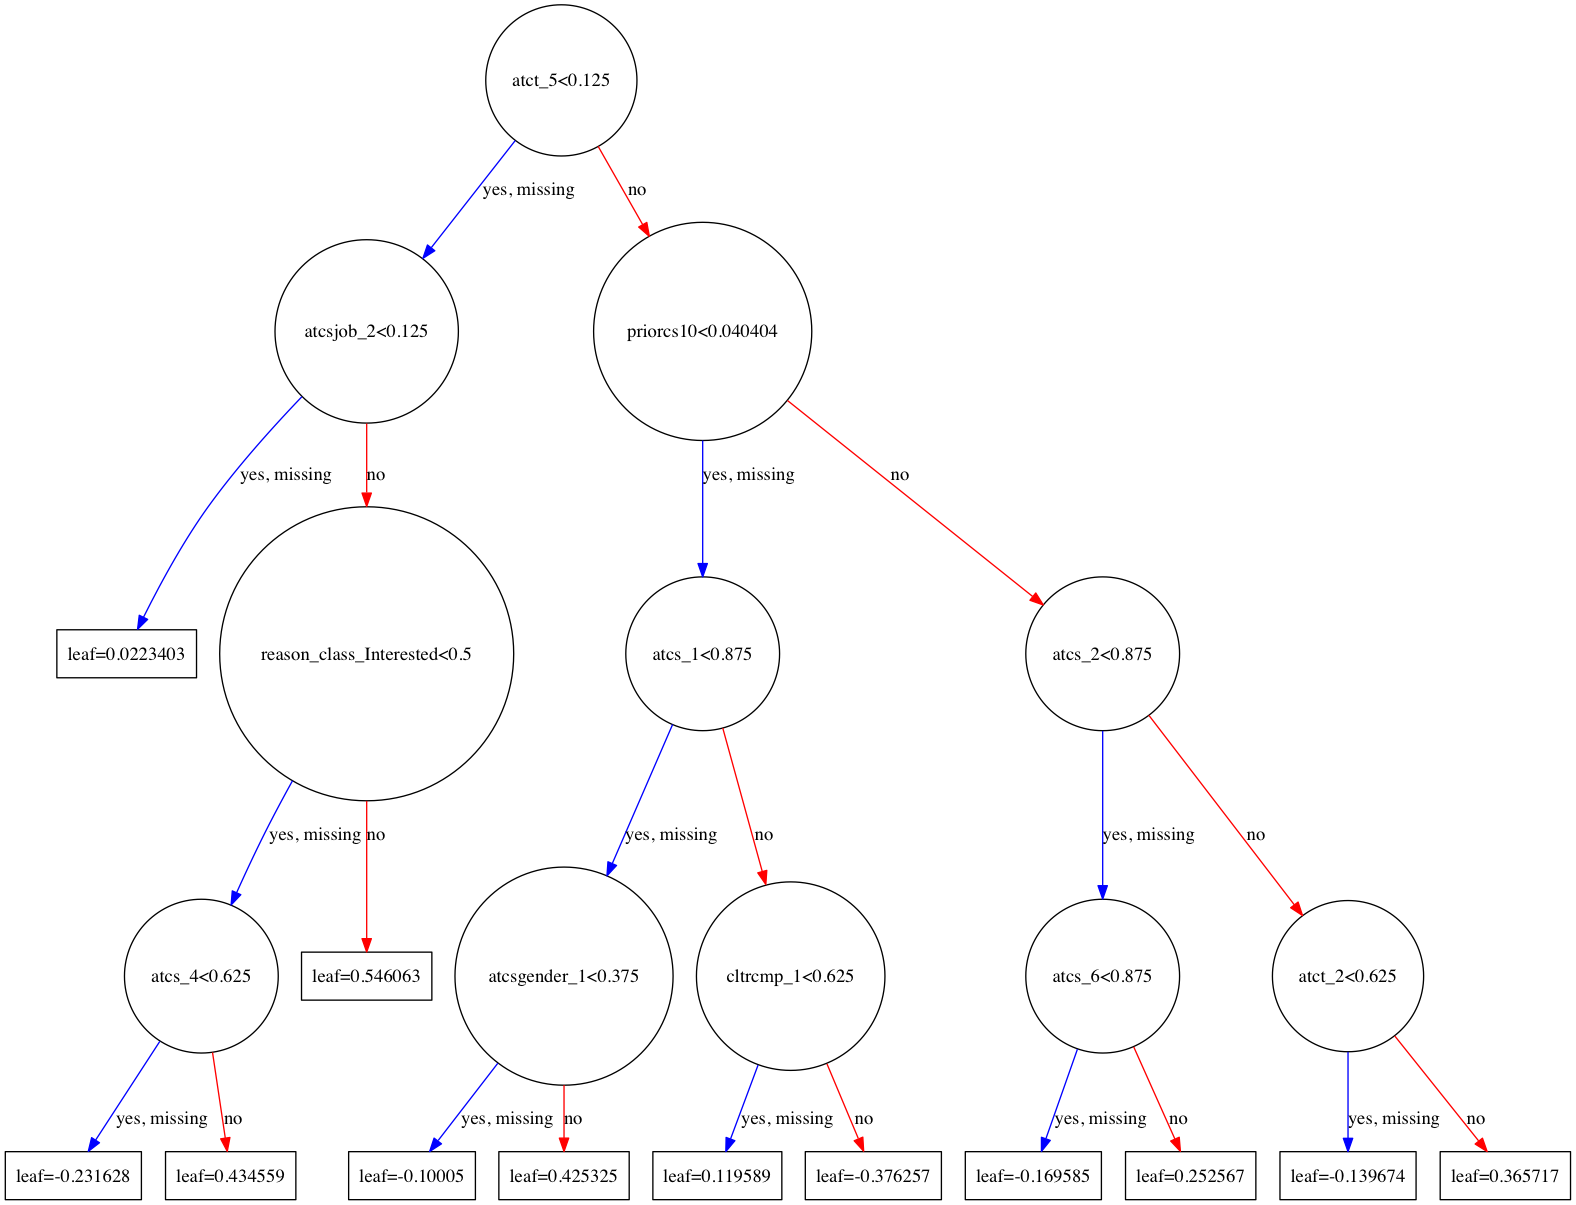 atct_5<0.125
yes, missing
no
atcsjob_2<0.125
priorcs10<0.040404
yes, missing
no
yes, missing
no
leaf=0.0223403
reason_class_Interested<0.5
atcs_1<0.875
atcs_2<0.875
yes, missing
no
yes, missing
no
yes, missing
no
atcs_4<0.625
leaf=0.546063
atcsgender_1<0.375
cltrcmp_1<0.625
atcs_6<0.875
atct_2<0.625
yes, missing
no
yes, missing
no
yes, missing
no
yes, missing
no
yes, missing
no
leaf=-0.231628
leaf=0.434559
leaf=-0.10005
leaf=0.425325
leaf=0.119589
leaf=-0.376257
leaf=-0.169585
leaf=0.252567
leaf=-0.139674
leaf=0.365717